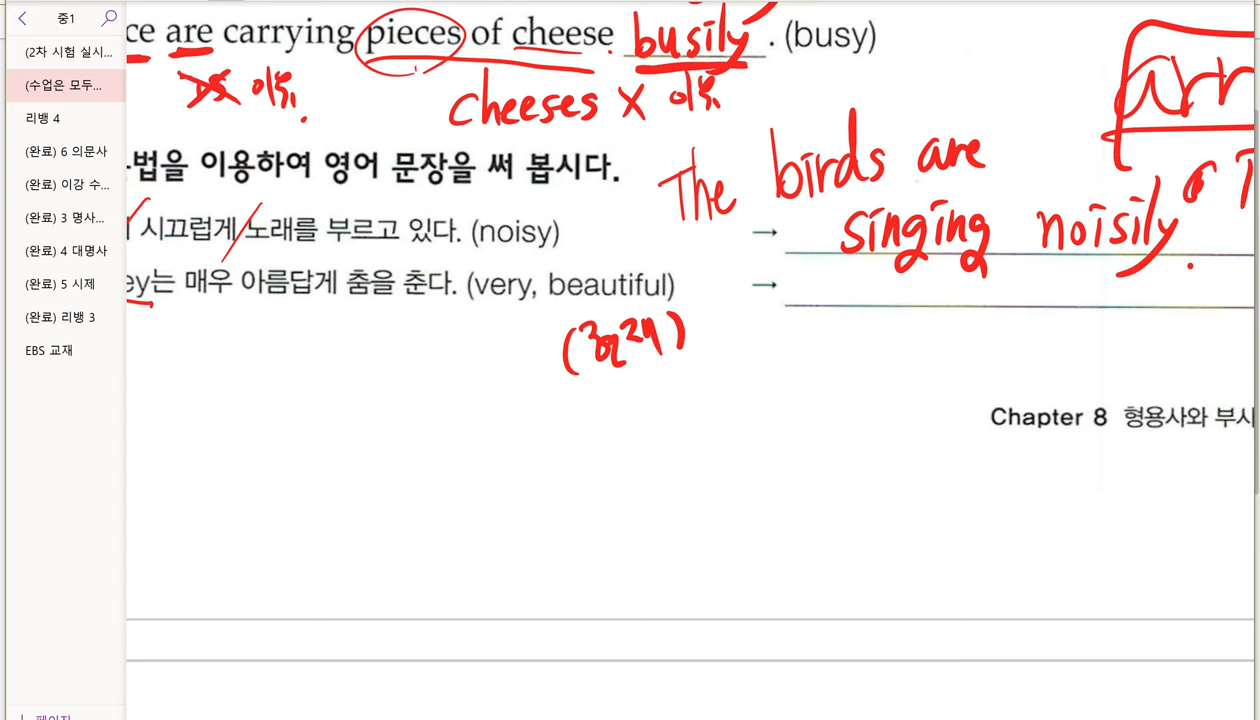 중1
(2차 시험 실시...
(수업은 모두...
리뱅 4
(완료) 6 의문사
(완료) 이강 수...
(완료) 3 명사...
(완료) 4 대명사
(완료) 5 시제
(완료) 리뱅 3
EBS 교재
ce are carrying pieces of cheese busily . (busy)
cheeses X
법을 이용하여 영어 문장을 써 봅시다.
The birds are
시끄럽게 노래를 부르고 있다. (noisy) → singing noisily.
ey는 매우 아름답게 춤을 춘다. (very, beautiful) →
Chapter 8 형용사와 부사